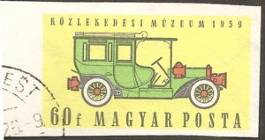 KÖZLEKEDÉSI MÚZEUM 1959
60f MAGYAR POSTA